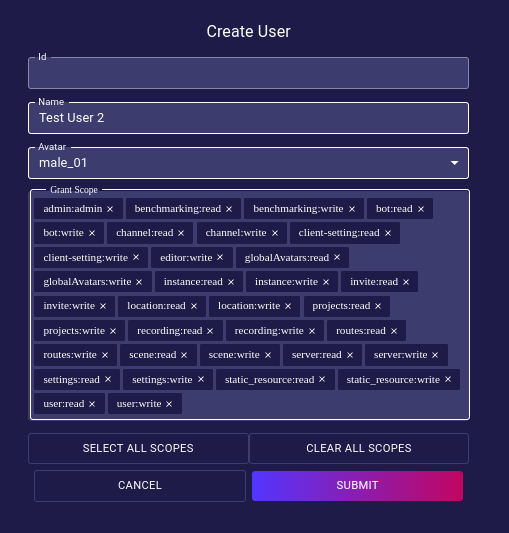 Create User
Id
Name
Test User 2
Avatar
male_01
Grant Scope
admin:admin × benchmarking:read × benchmarking:write × bot:read ×
bot:write × channel:read × channel:write × client-setting:read ×
client-setting:write × editor:write × globalAvatars:read ×
globalAvatars:write × instance:read × instance:write × invite:read ×
invite:write × location:read × location:write × projects:read ×
projects:write × recording:read × recording:write × routes:read ×
routes:write × scene:read × scene:write × server:read × server:write ×
settings:read × settings:write × static_resource:read × static_resource:write ×
user:read × user:write ×
SELECT ALL SCOPES CLEAR ALL SCOPES
CANCEL SUBMIT